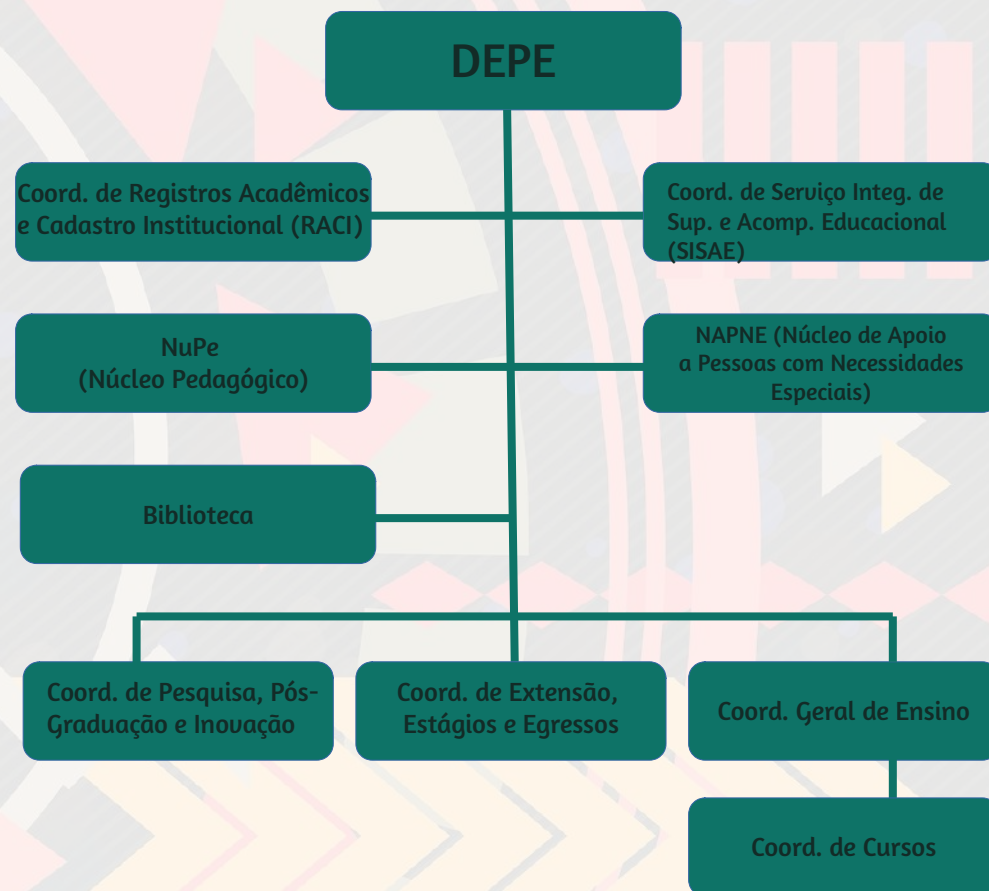 DEPE
Coord. de Registros Acadêmicos
e Cadastro Institucional (RACI)
Coord. de Serviço Integ. de
Sup. e Acomp. Educacional
(SISAE)
NuPe
(Núcleo Pedagógico)
NAPNE (Núcleo de Apoio
a Pessoas com Necessidades
Especiais)
Biblioteca
Coord. de Pesquisa, Pós-
Graduação e Inovação
Coord. de Extensão,
Estágios e Egressos
Coord. Geral de Ensino
Coord. de Cursos